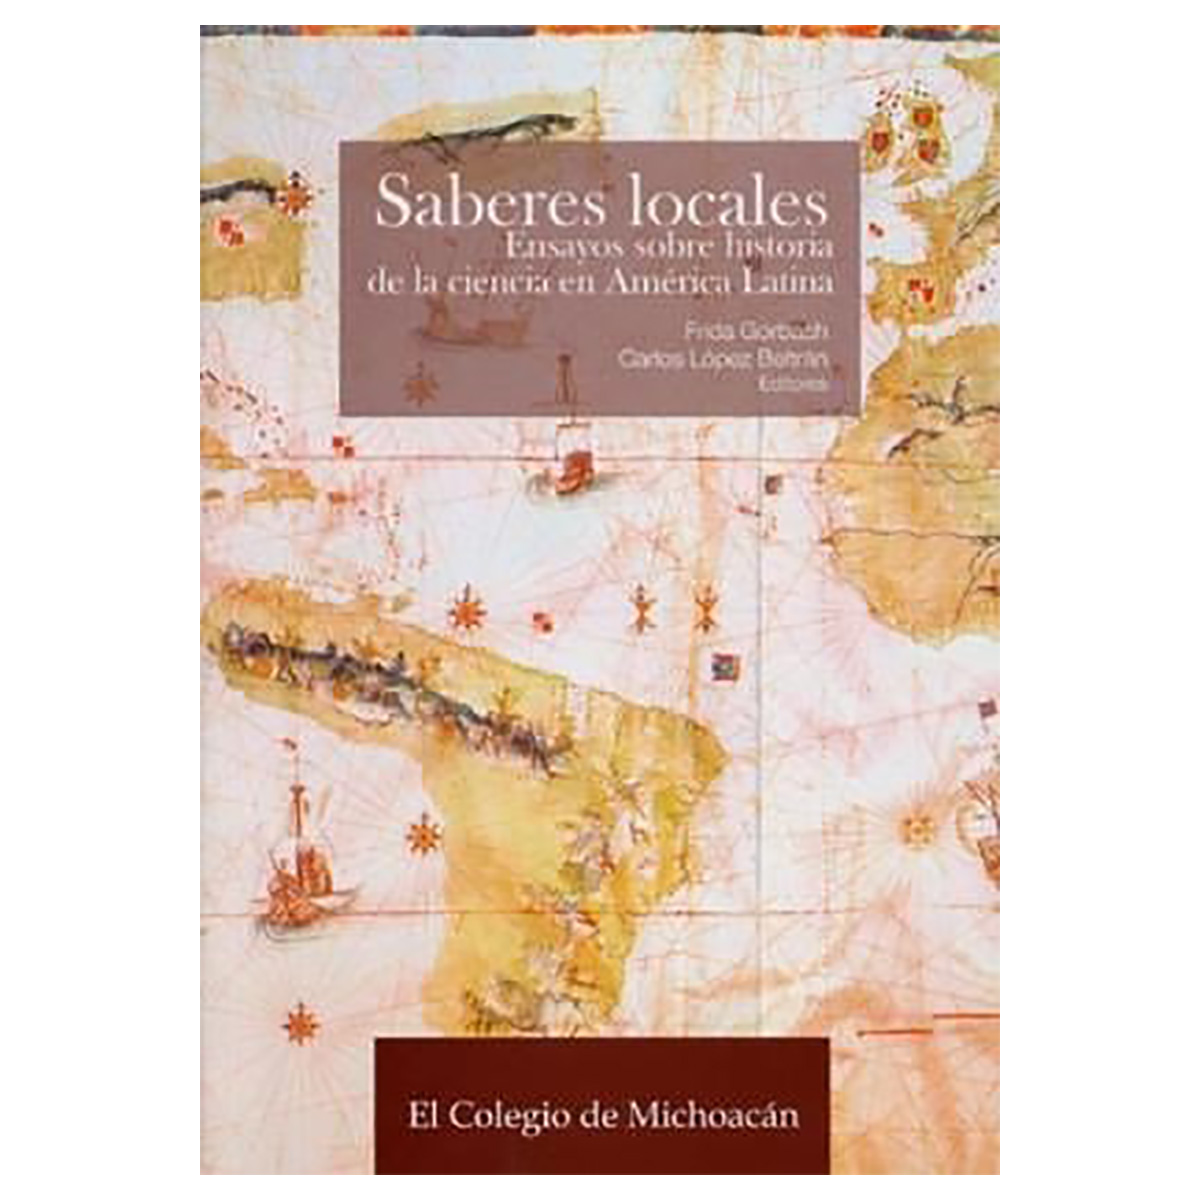 Saberes locales
Ensayos sobre historia
de la ciencia en América Latina
Frida Gorbach
Carlos López Beltrán
Editores
El Colegio de Michoacán